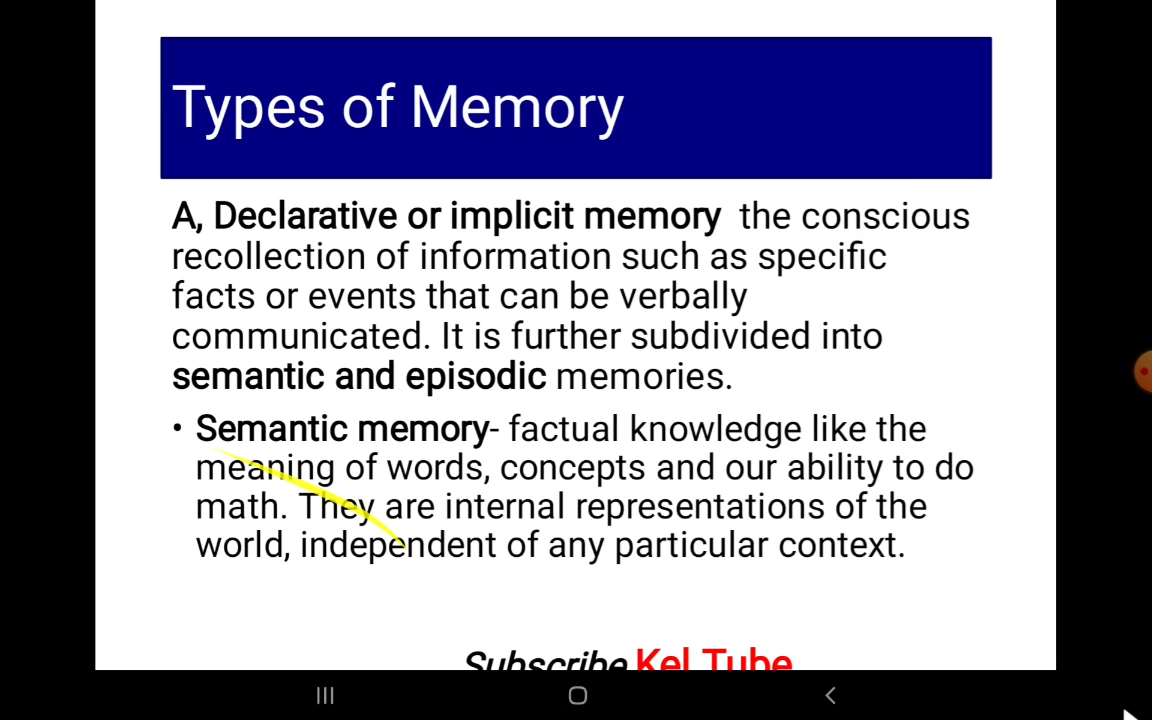 Types of Memory
A, Declarative or implicit memory the conscious
recollection of information such as specific
facts or events that can be verbally
communicated. It is further subdivided into
semantic and episodic memories.
• Semantic memory- factual knowledge like the
meaning of words, concepts and our ability to do
math. They are internal representations of the
world, independent of any particular context.
Subscribe Kel Tube